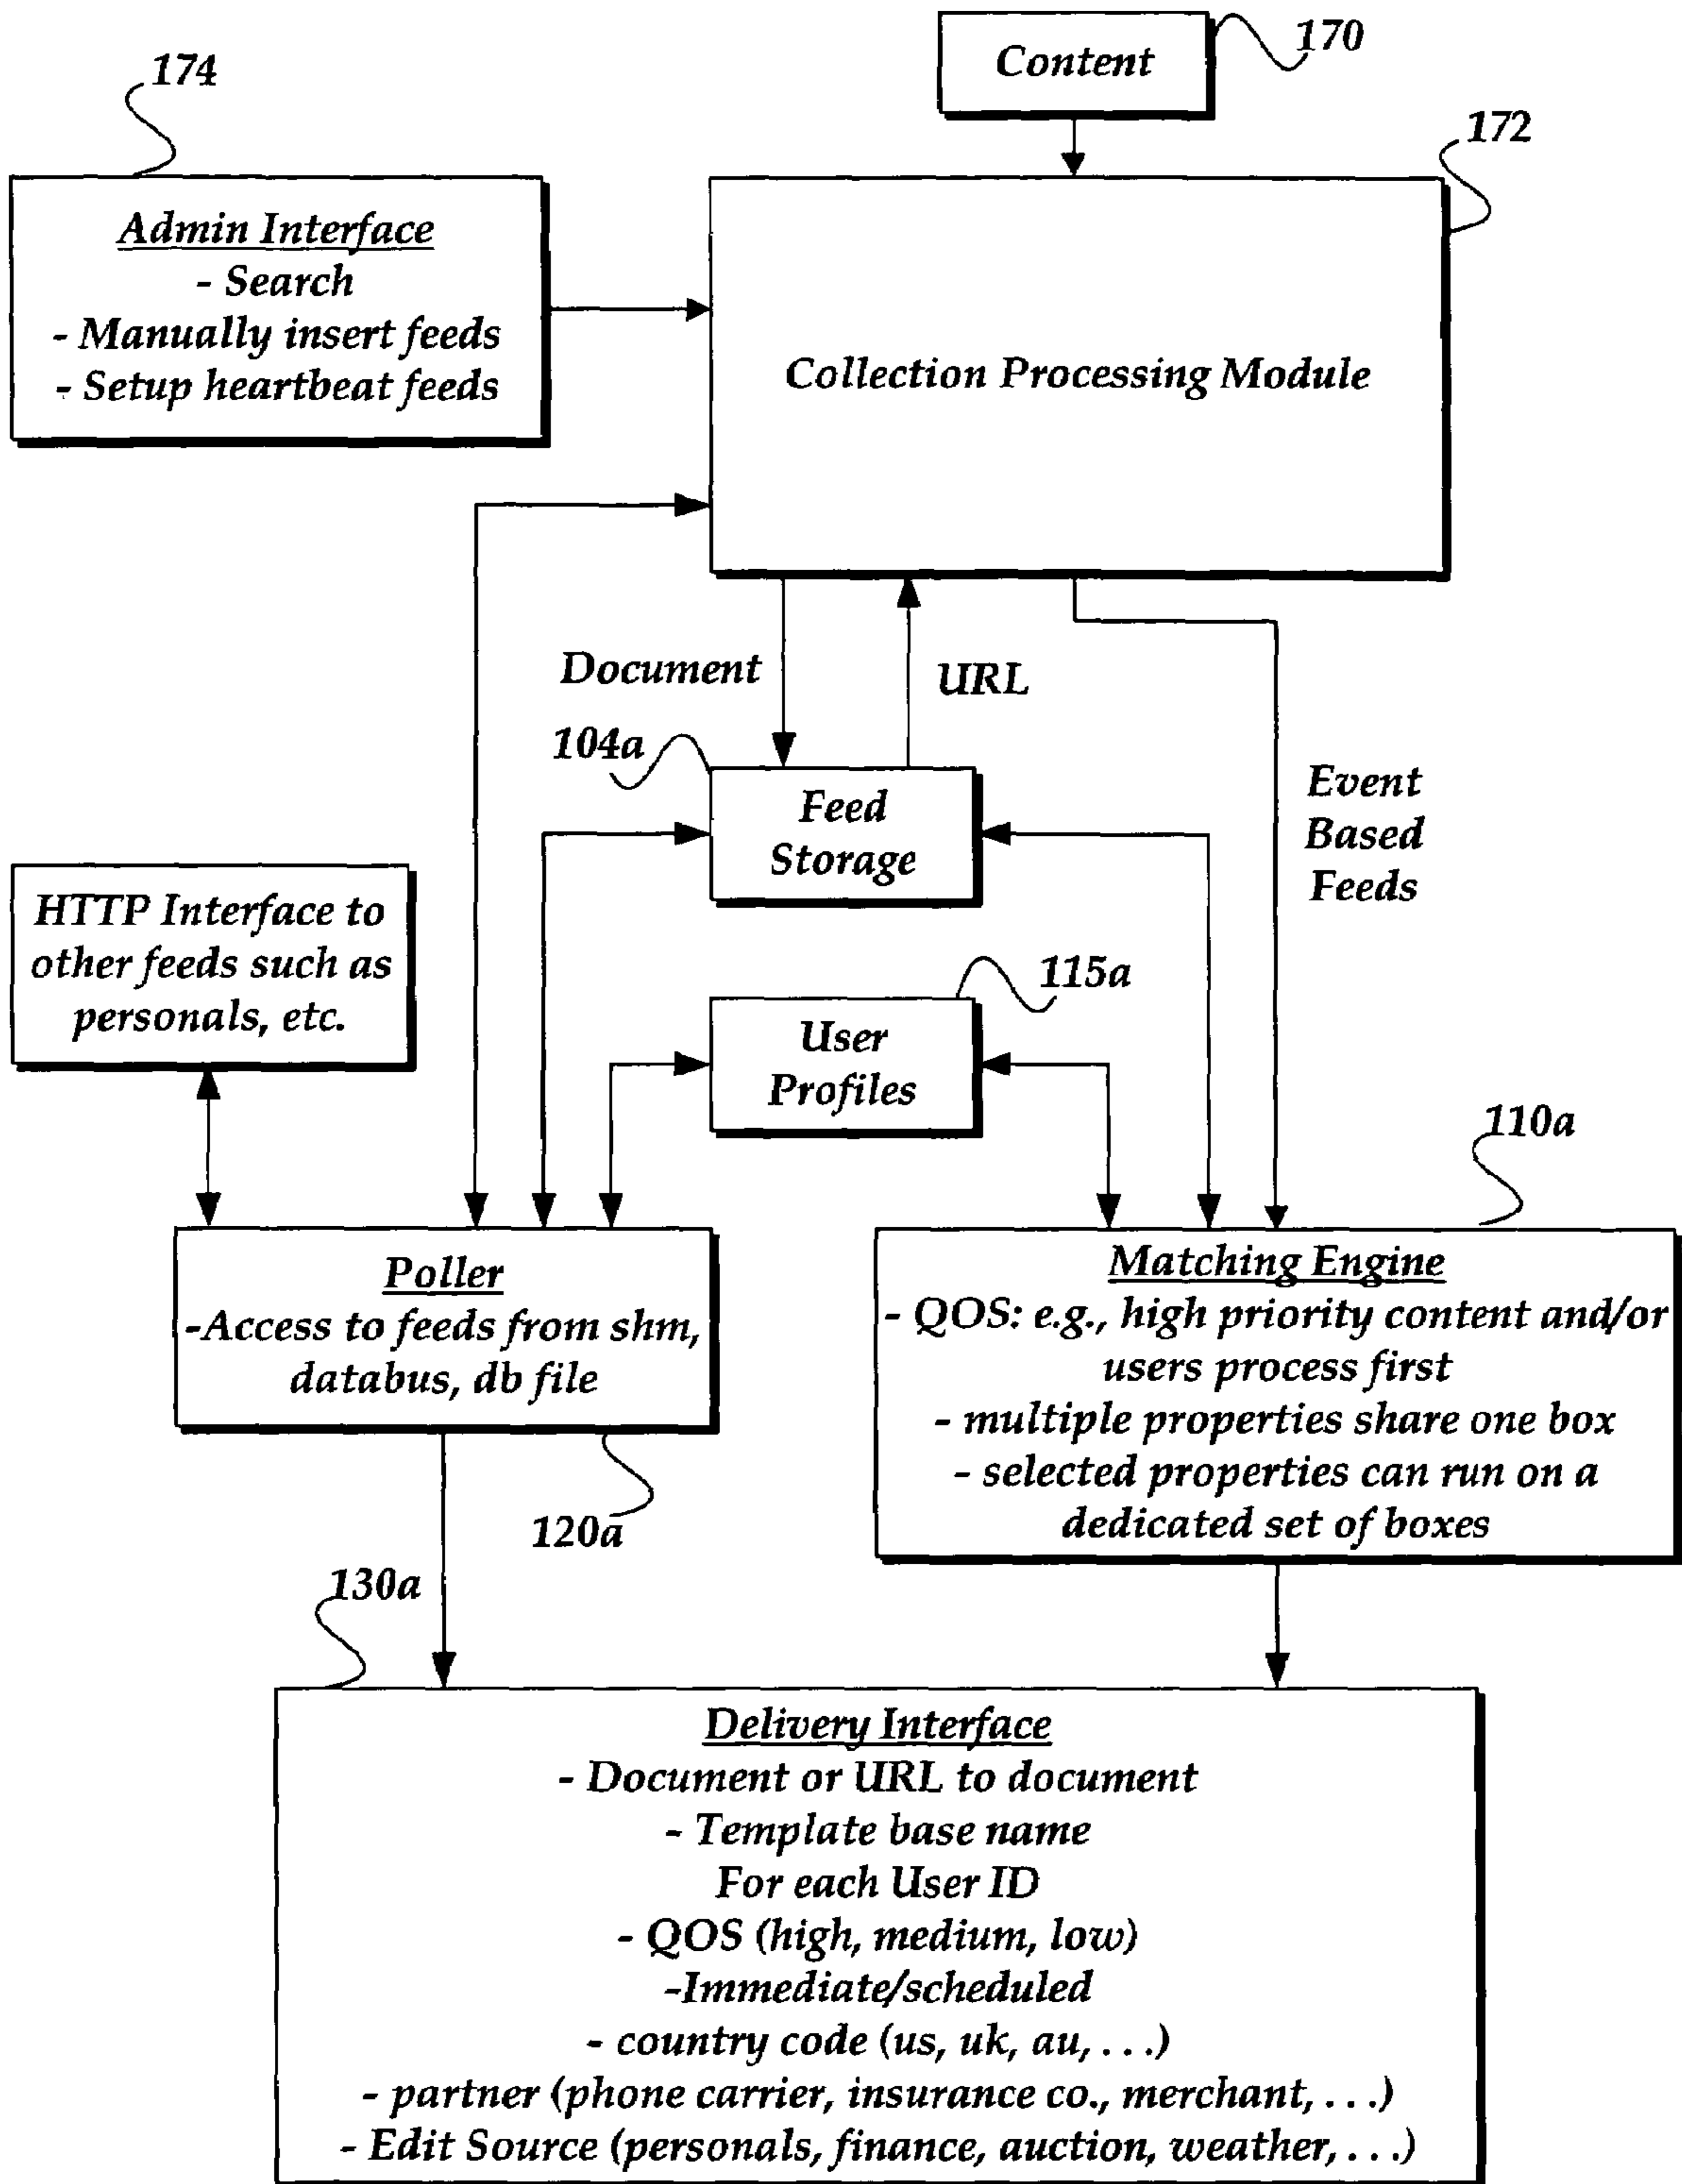 174
Content
170
172
Admin Interface
- Search
- Manually insert feeds
- Setup heartbeat feeds
Collection Processing Module
Document
URL
104a
Feed
Storage
Event
Based
Feeds
HTTP Interface to
other feeds such as
personals, etc.
115a
User
Profiles
110a
Poller
-Access to feeds from shm,
databus, db file
120a
Matching Engine
- QOS: e.g., high priority content and/or
users process first
- multiple properties share one box
- selected properties can run on a
dedicated set of boxes
130a
Delivery Interface
- Document or URL to document
- Template base name
For each User ID
- QOS (high, medium, low)
-Immediate/scheduled
- country code (us, uk, au, . . .)
- partner (phone carrier, insurance co., merchant, . . .)
- Edit Source (personals, finance, auction, weather, . . .)